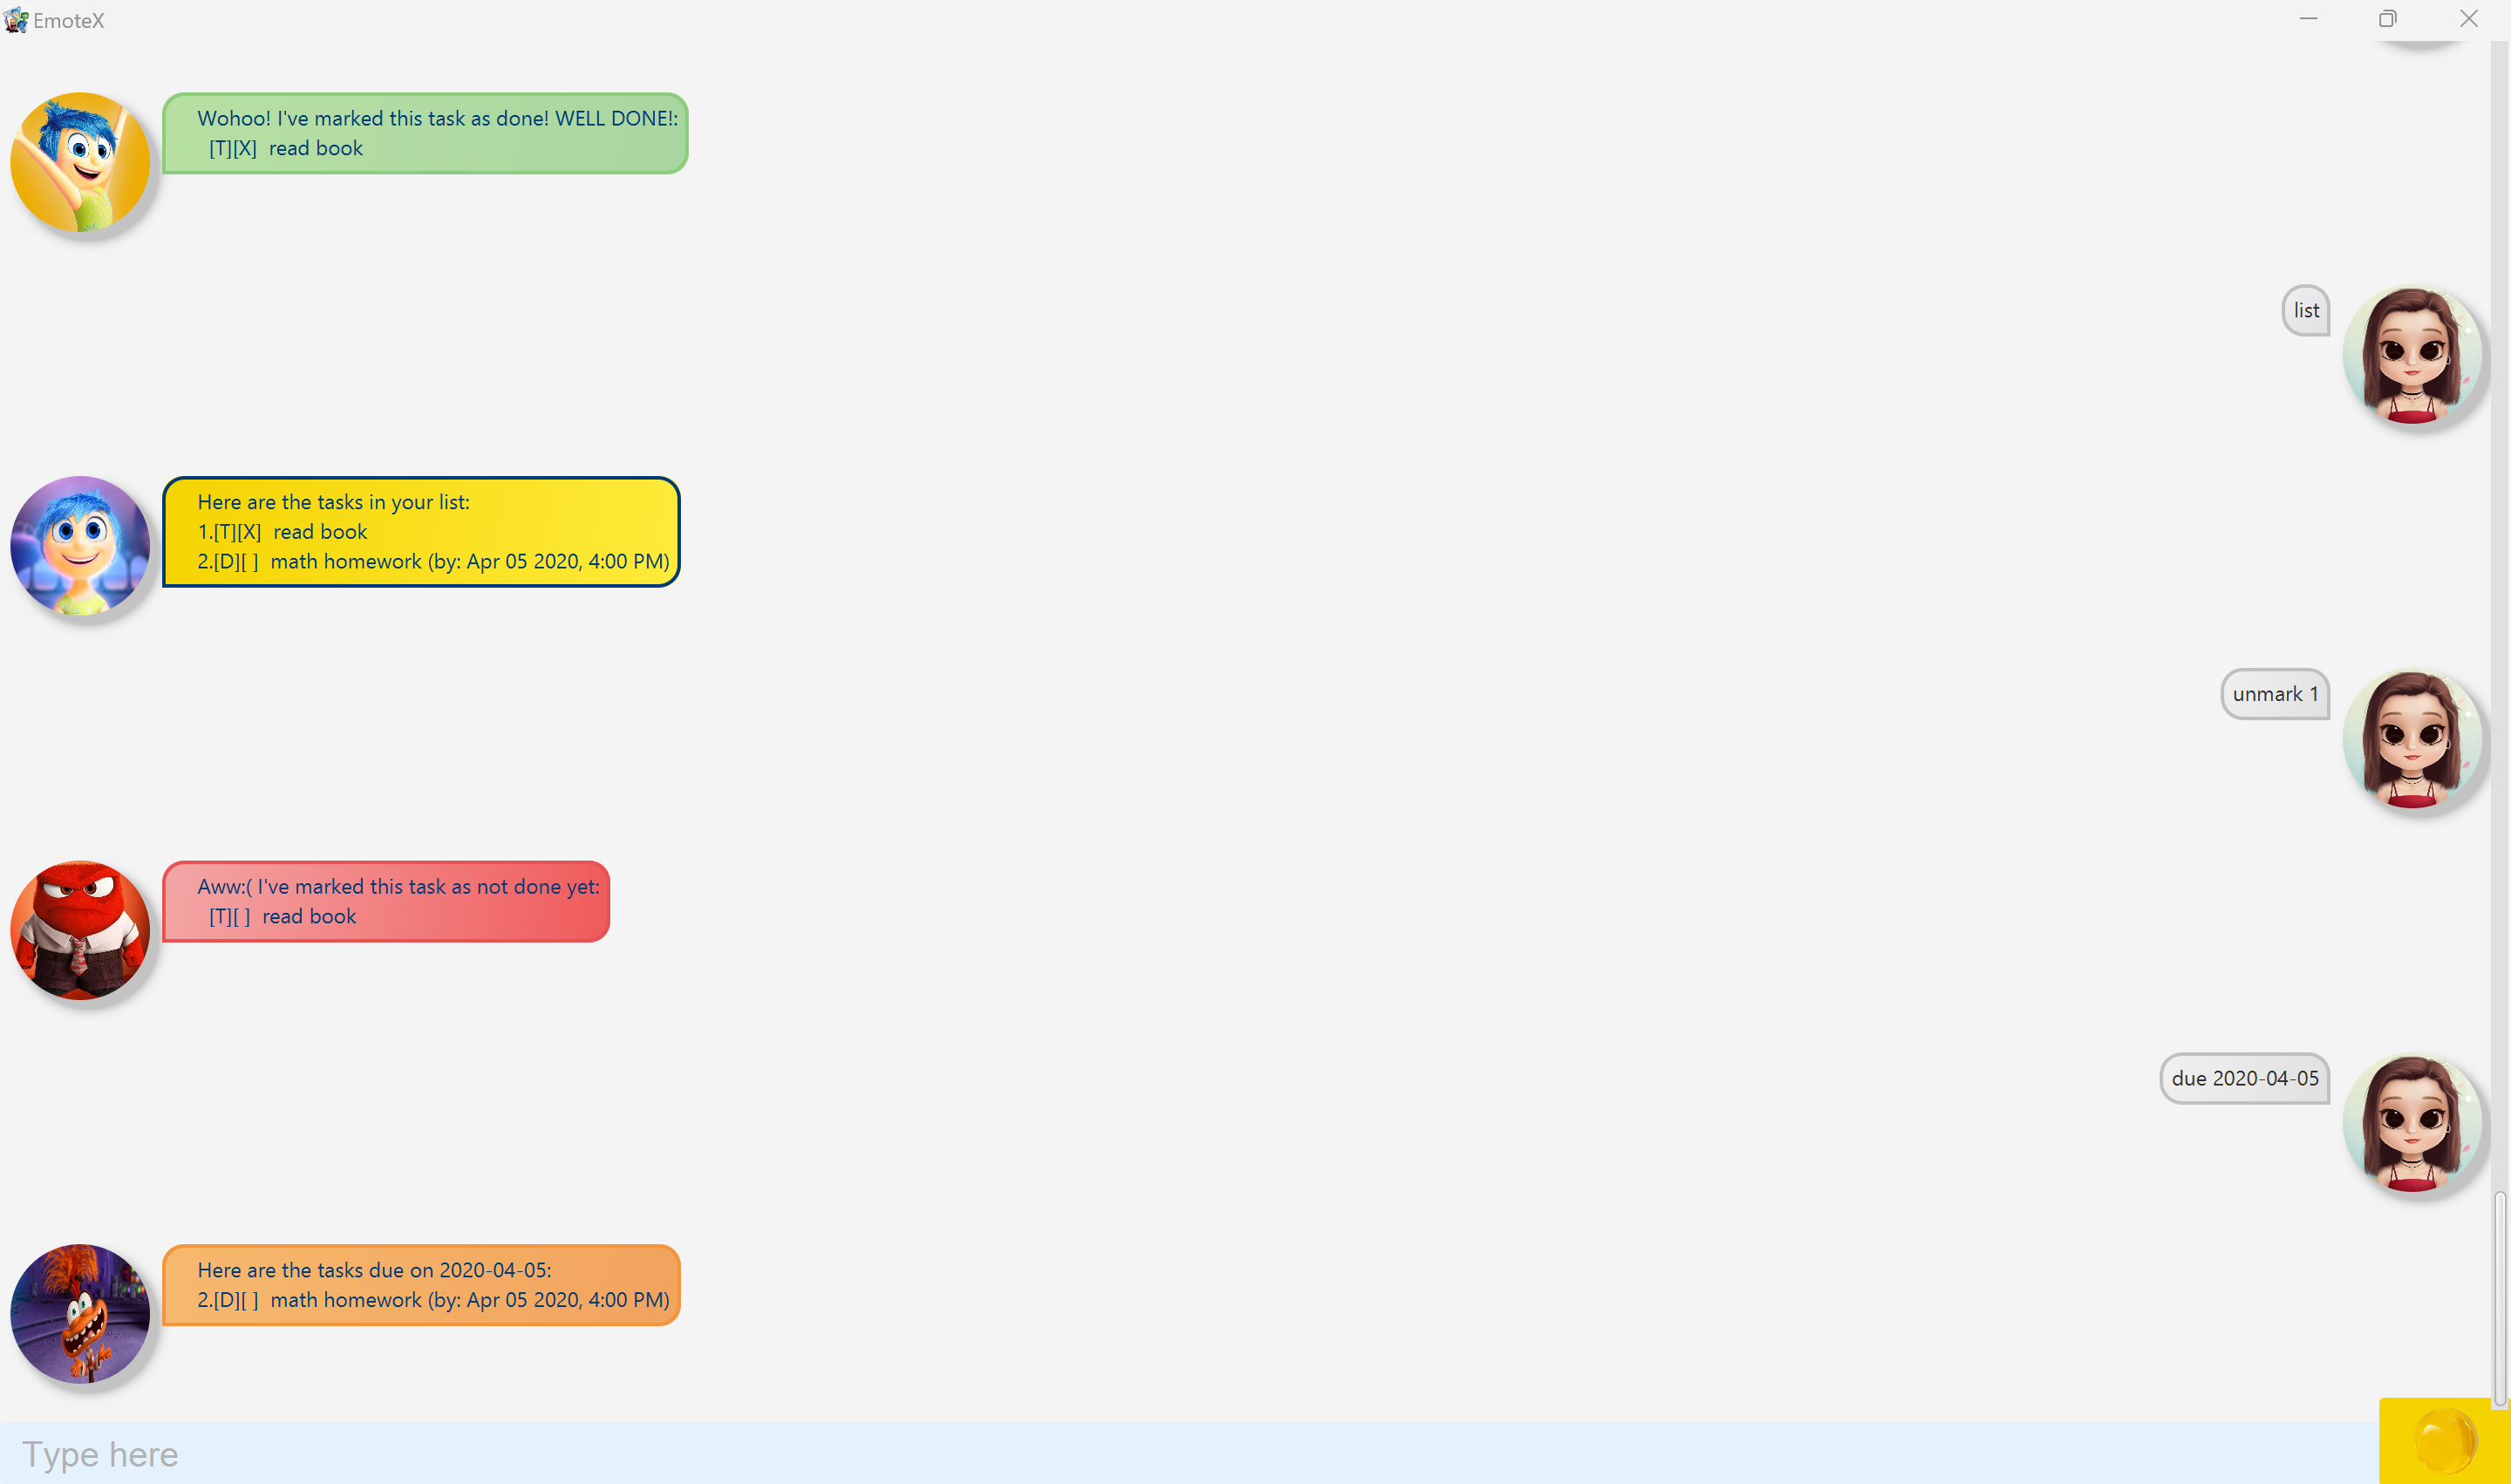 EmoteX
Wohoo! I've marked this task as done! WELL DONE!:
[T][X]  read book
list
Here are the tasks in your list:
1.[T][X]  read book
2.[D][ ]  math homework (by: Apr 05 2020, 4:00 PM)
unmark 1
Aww:( I've marked this task as not done yet:
[T][ ]  read book
due 2020-04-05
Here are the tasks due on 2020-04-05:
2.[D][ ]  math homework (by: Apr 05 2020, 4:00 PM)
Type here